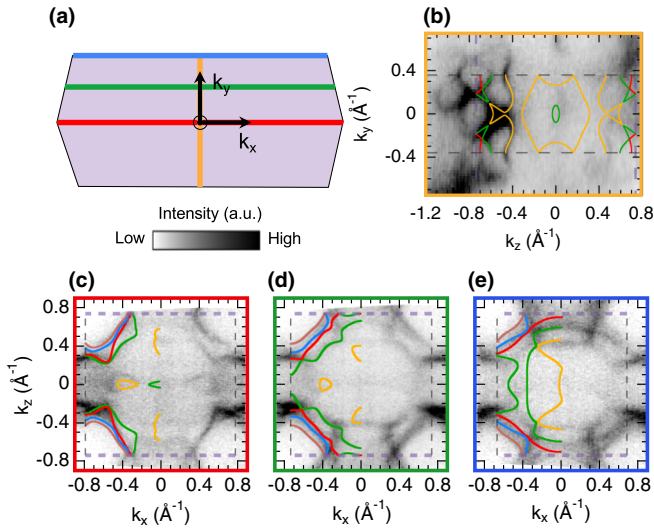 (a)
k_y
k_x
Intensity (a.u.)
Low High
(b)
k_y (Å⁻¹)
0.4
0
-0.4
-1.2 -0.8 -0.4 0 0.4 0.8
k_z (Å⁻¹)
(c) (d) (e)
k_z (Å⁻¹)
0.8
0.4
0
-0.4
-0.8
-0.8 -0.4 0 0.4 0.8 -0.8 -0.4 0 0.4 0.8 -0.8 -0.4 0 0.4 0.8
k_x (Å⁻¹) k_x (Å⁻¹) k_x (Å⁻¹)